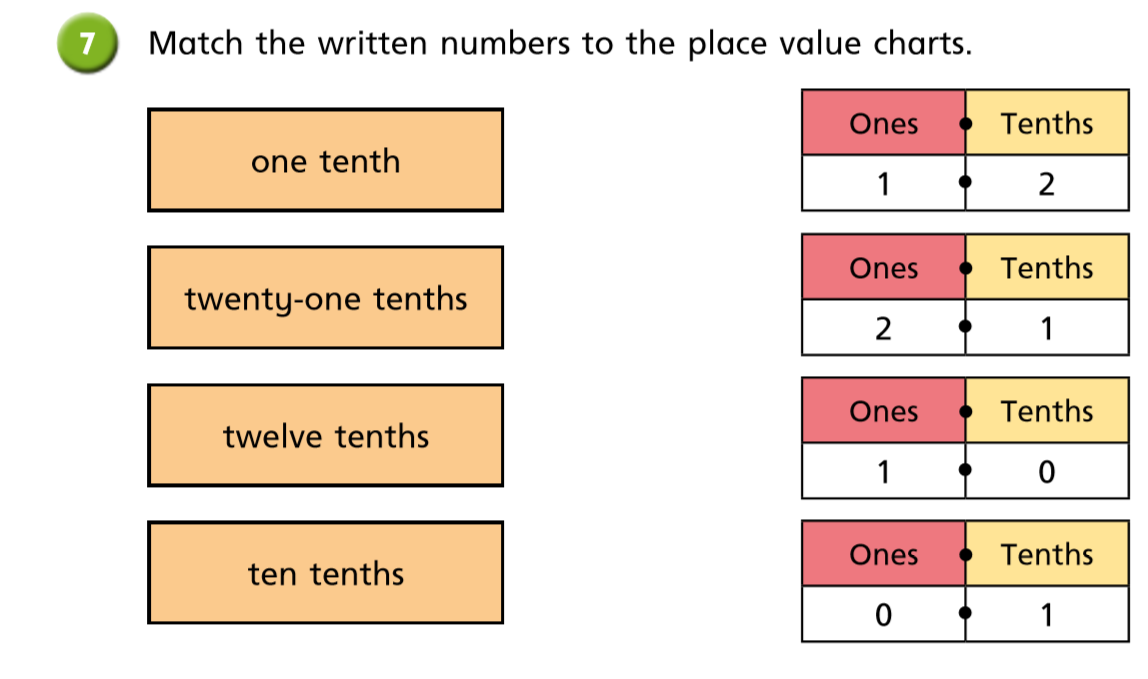 7 Match the written numbers to the place value charts.
one tenth
twenty-one tenths
twelve tenths
ten tenths
Ones • Tenths
1 • 2
Ones • Tenths
2 • 1
Ones • Tenths
1 • 0
Ones • Tenths
0 • 1